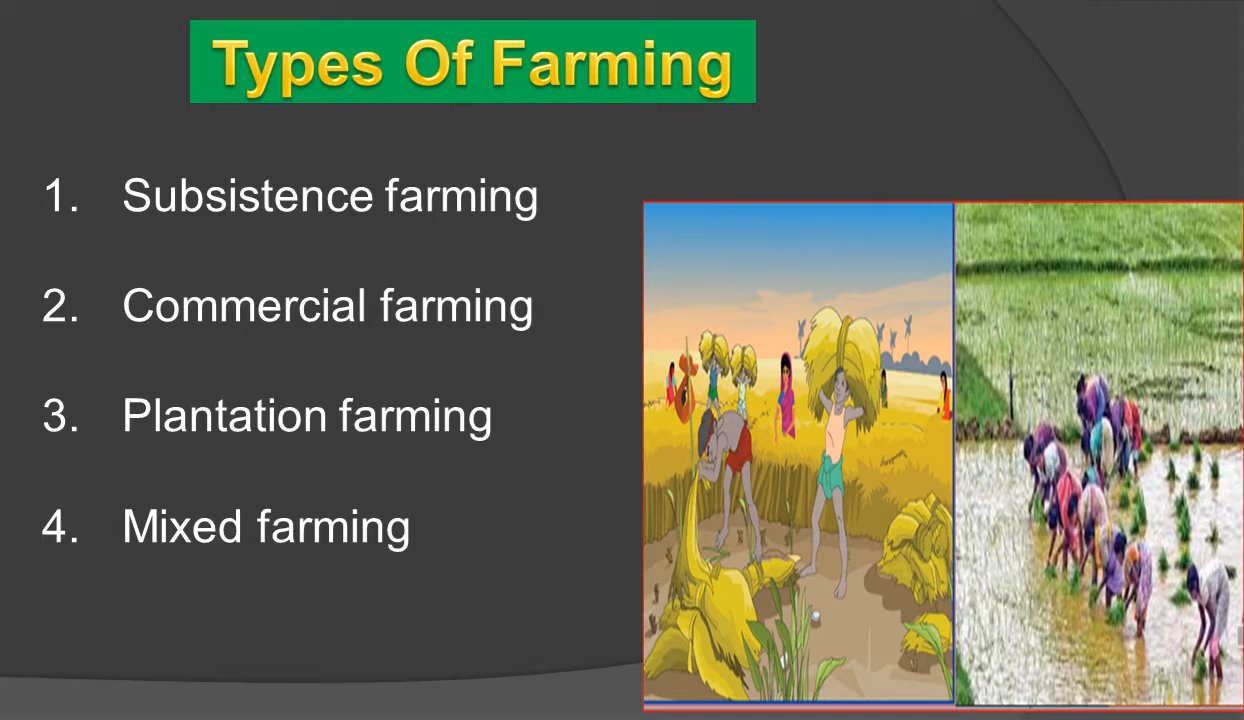 Types Of Farming
1. Subsistence farming
2. Commercial farming
3. Plantation farming
4. Mixed farming